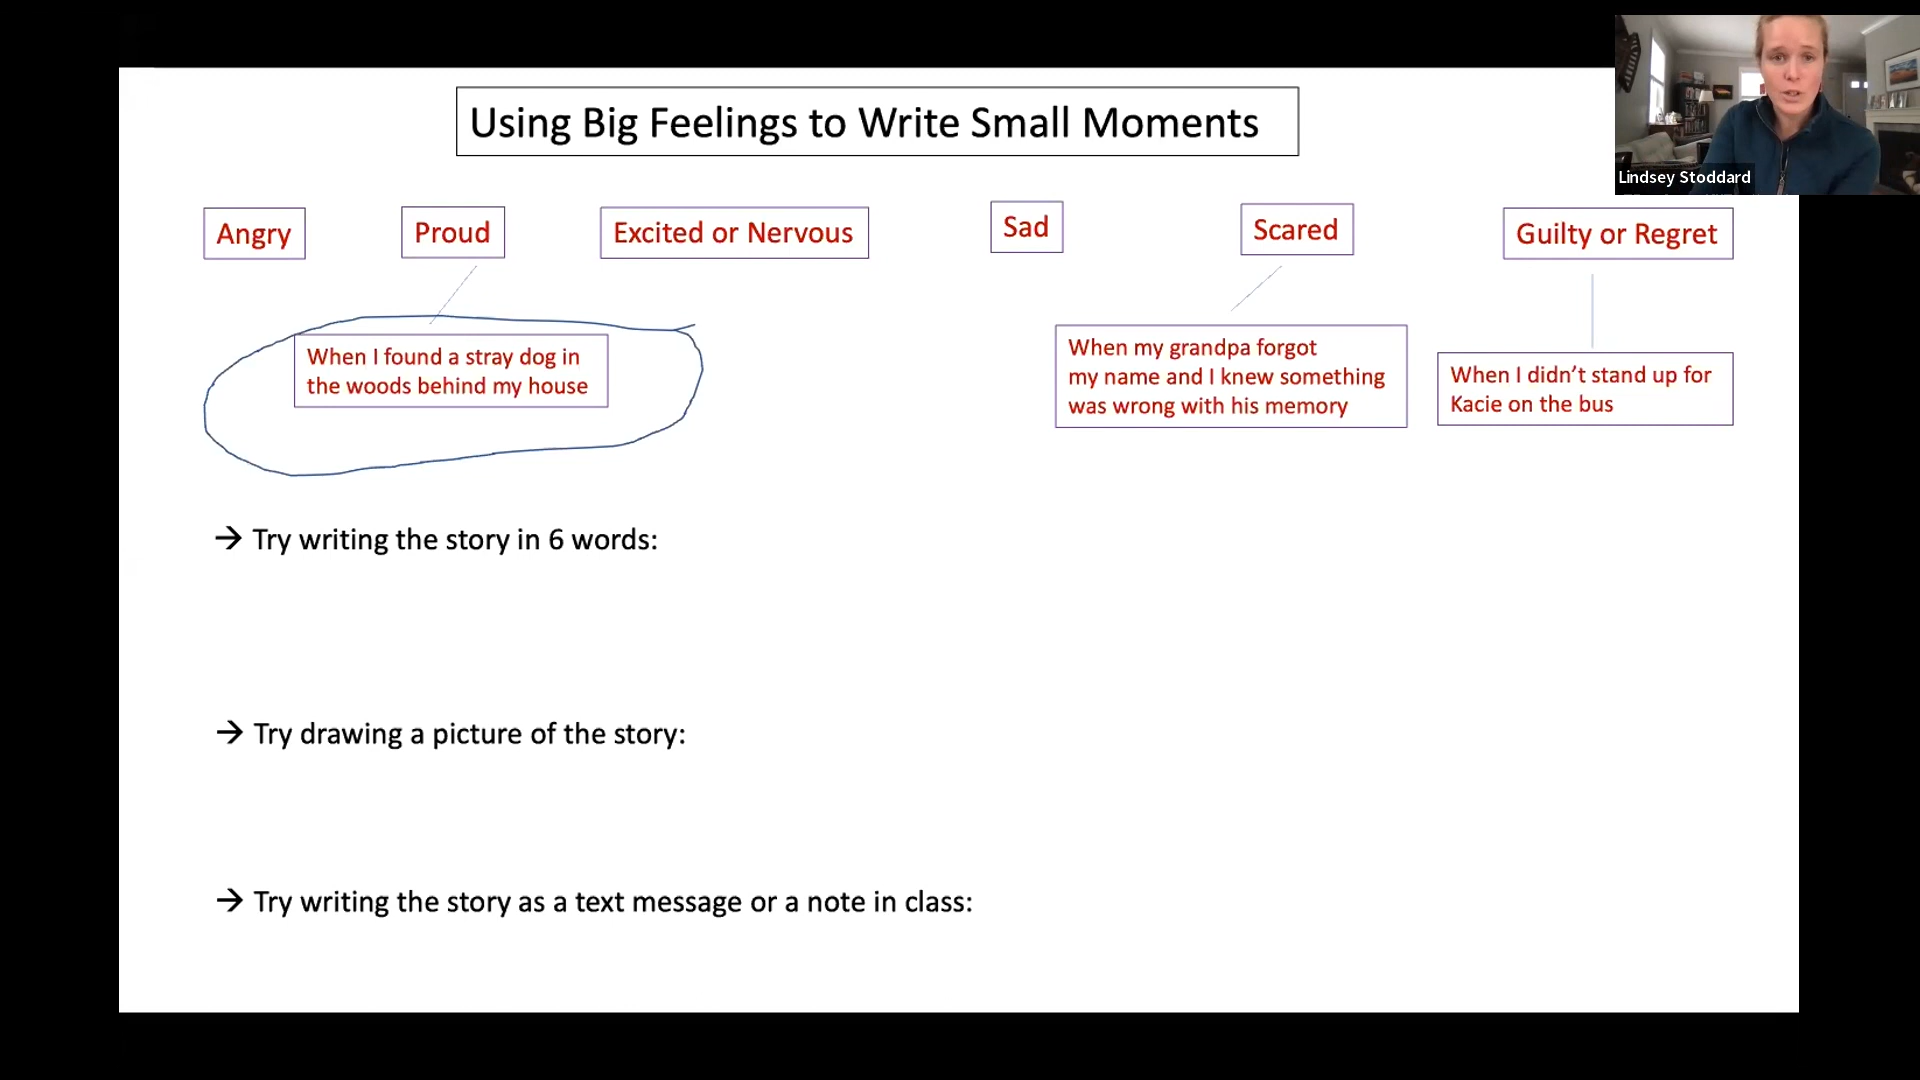 Using Big Feelings to Write Small Moments
Lindsey Stoddard
Angry
Proud
Excited or Nervous
Sad
Scared
Guilty or Regret
When I found a stray dog in
the woods behind my house
When my grandpa forgot
my name and I knew something
was wrong with his memory
When I didn’t stand up for
Kacie on the bus
→ Try writing the story in 6 words:
→ Try drawing a picture of the story:
→ Try writing the story as a text message or a note in class: